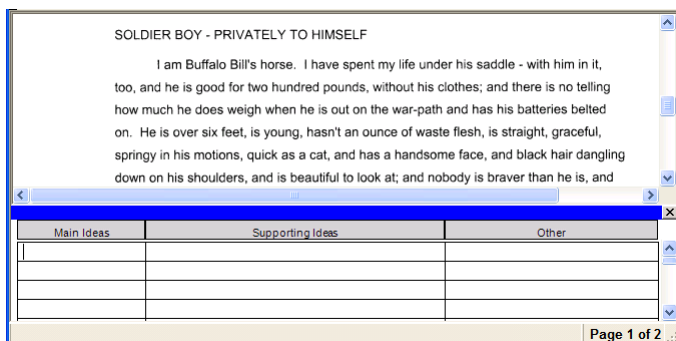 SOLDIER BOY - PRIVATELY TO HIMSELF
I am Buffalo Bill's horse. I have spent my life under his saddle - with him in it,
too, and he is good for two hundred pounds, without his clothes; and there is no telling
how much he does weigh when he is out on the war-path and has his batteries belted
on. He is over six feet, is young, hasn't an ounce of waste flesh, is straight, graceful,
springy in his motions, quick as a cat, and has a handsome face, and black hair dangling
down on his shoulders, and is beautiful to look at; and nobody is braver than he is, and
Main Ideas Supporting Ideas Other
Page 1 of 2